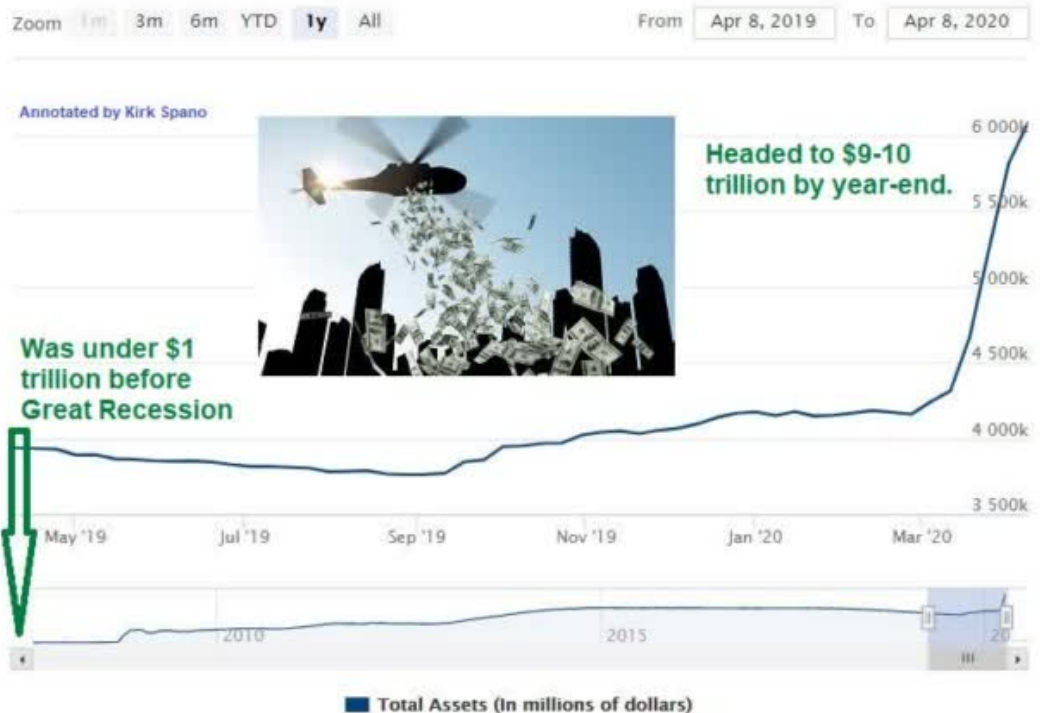 Zoom 1m 3m 6m YTD 1y All From Apr 8, 2019 To Apr 8, 2020
Annotated by Kirk Spano
6 000k
Headed to $9-10
trillion by year-end.
5 500k
5 000k
Was under $1
trillion before
Great Recession
4 500k
4 000k
3 500k
May '19 Jul '19 Sep '19 Nov '19 Jan '20 Mar '20
2010 2015 20
Total Assets (In millions of dollars)